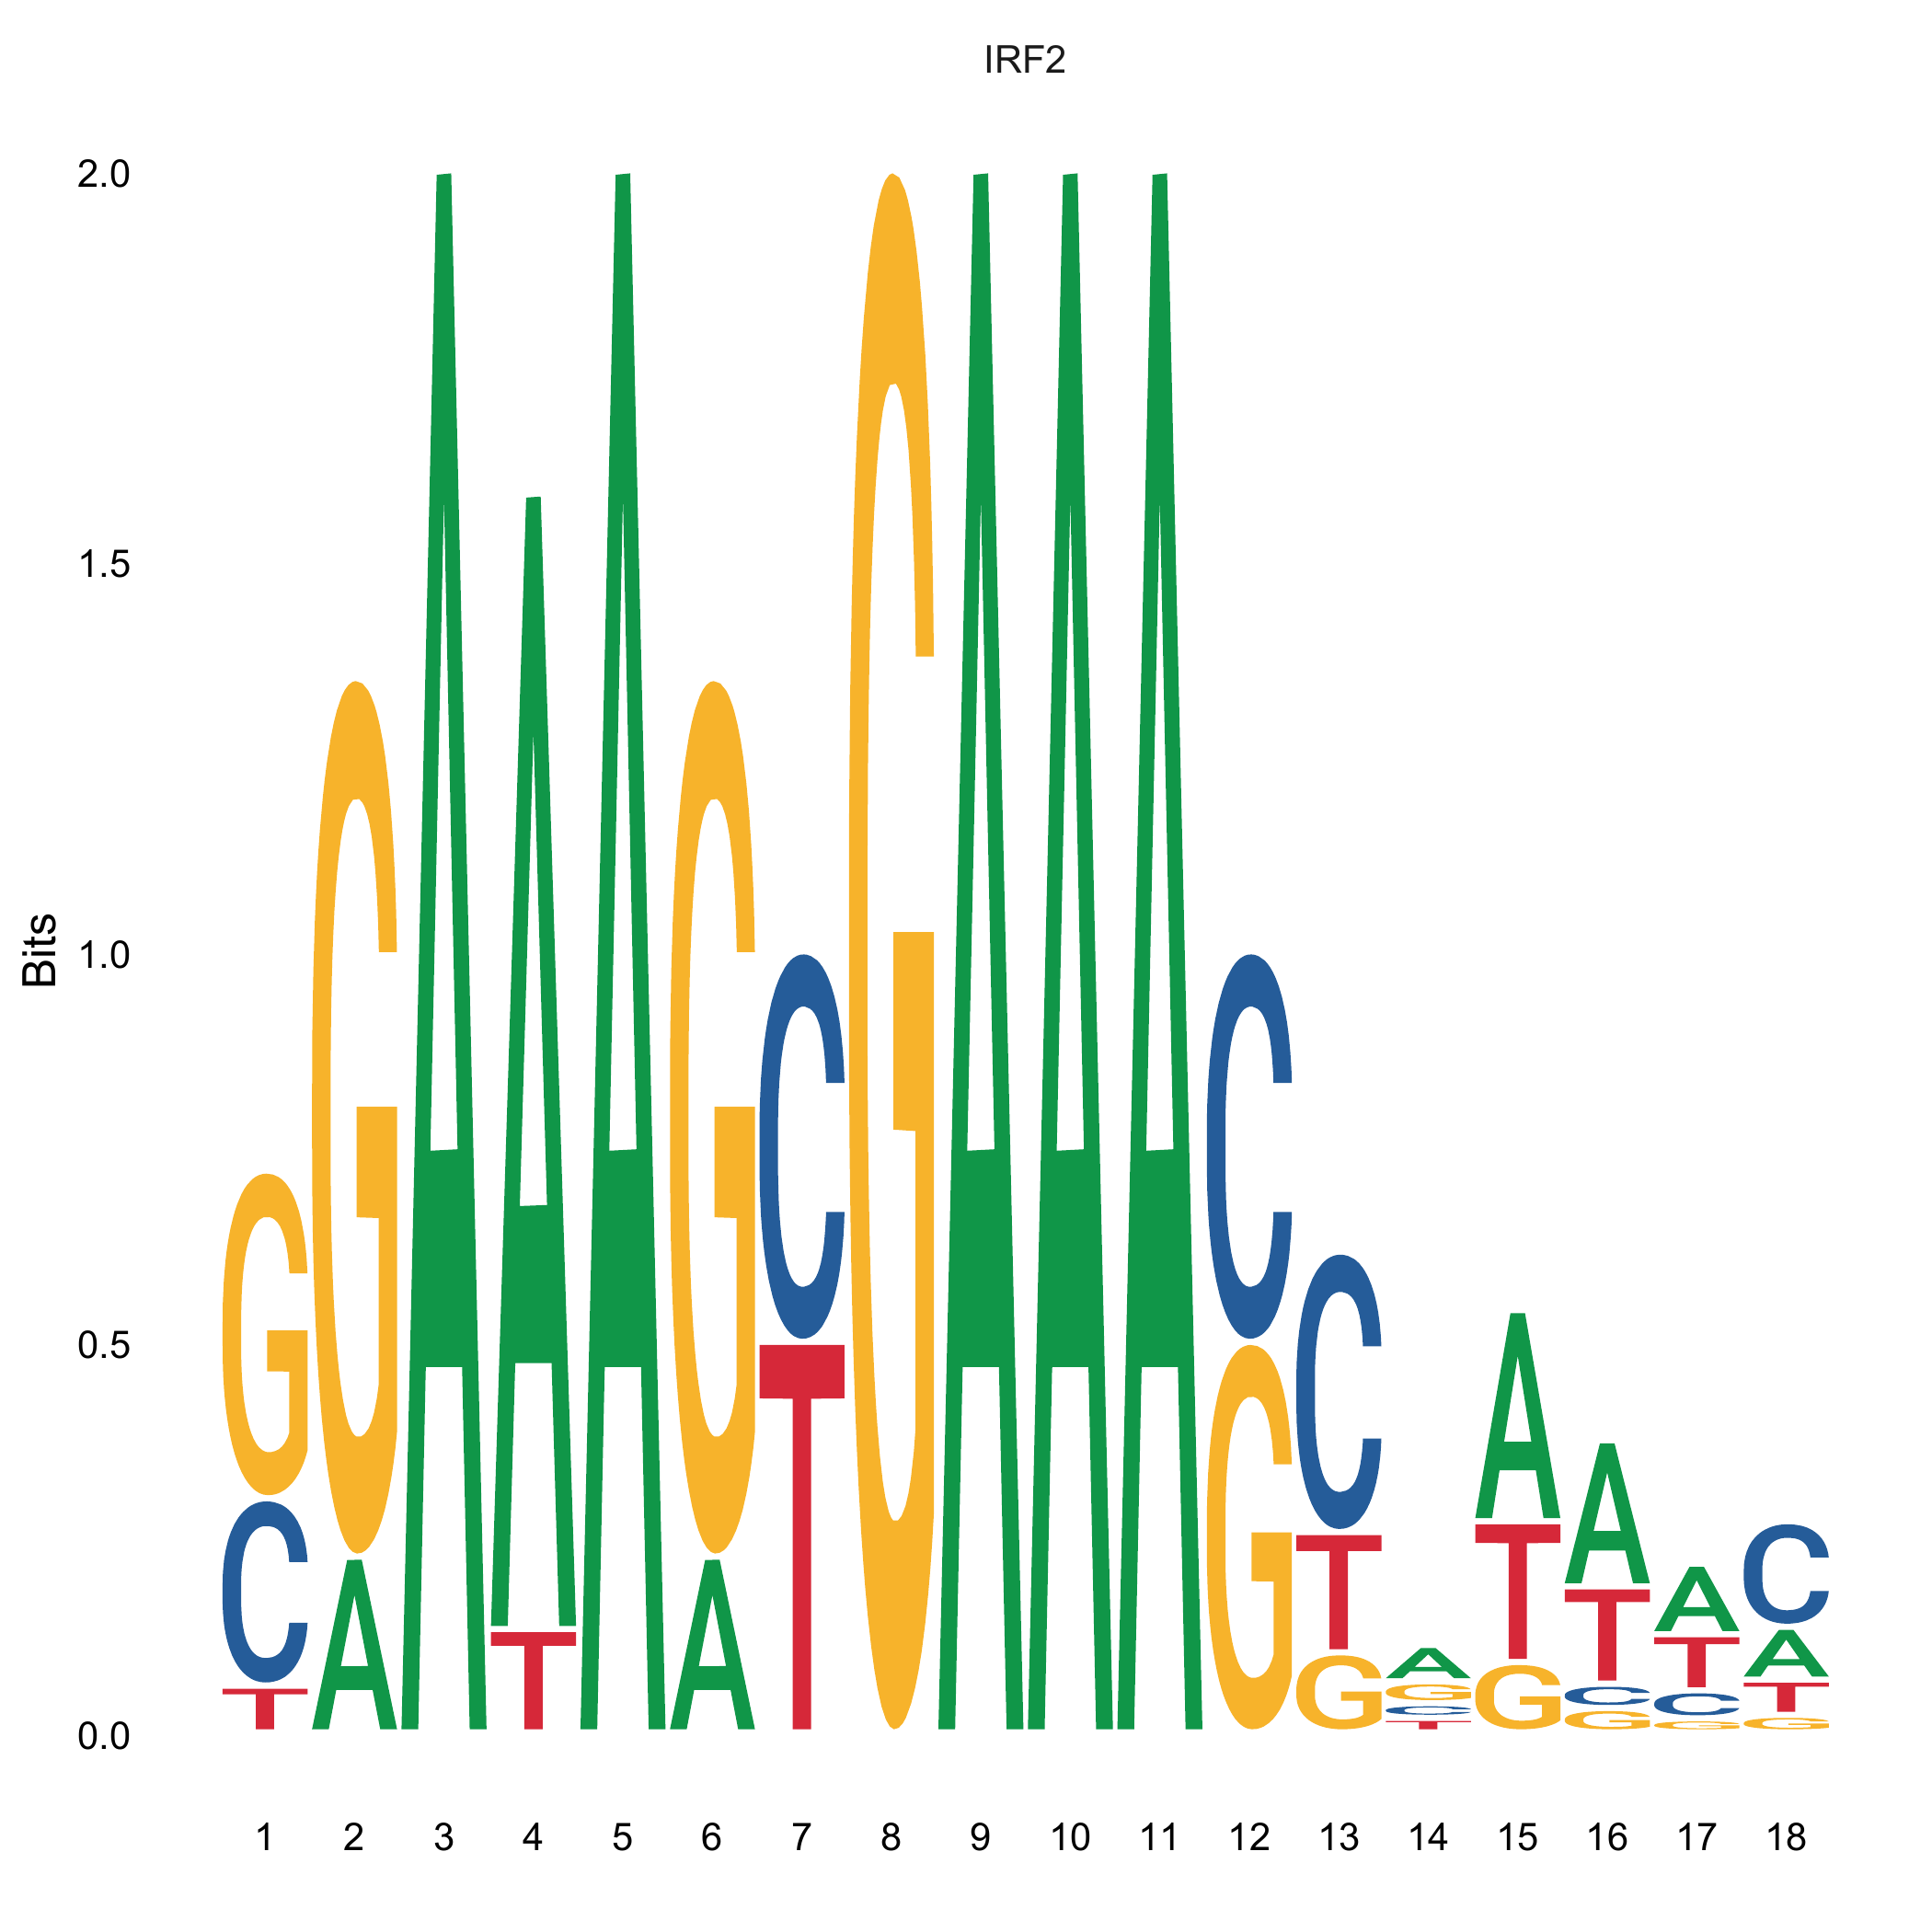 IRF2
2.0
1.5
1.0
0.5
0.0
Bits
G C T
G A
A
A T
A
G A
C T
G
A
A
A
C G
C T G
A G C T
A T G
A T C G
A T C G
C A T G
1 2 3 4 5 6 7 8 9 10 11 12 13 14 15 16 17 18